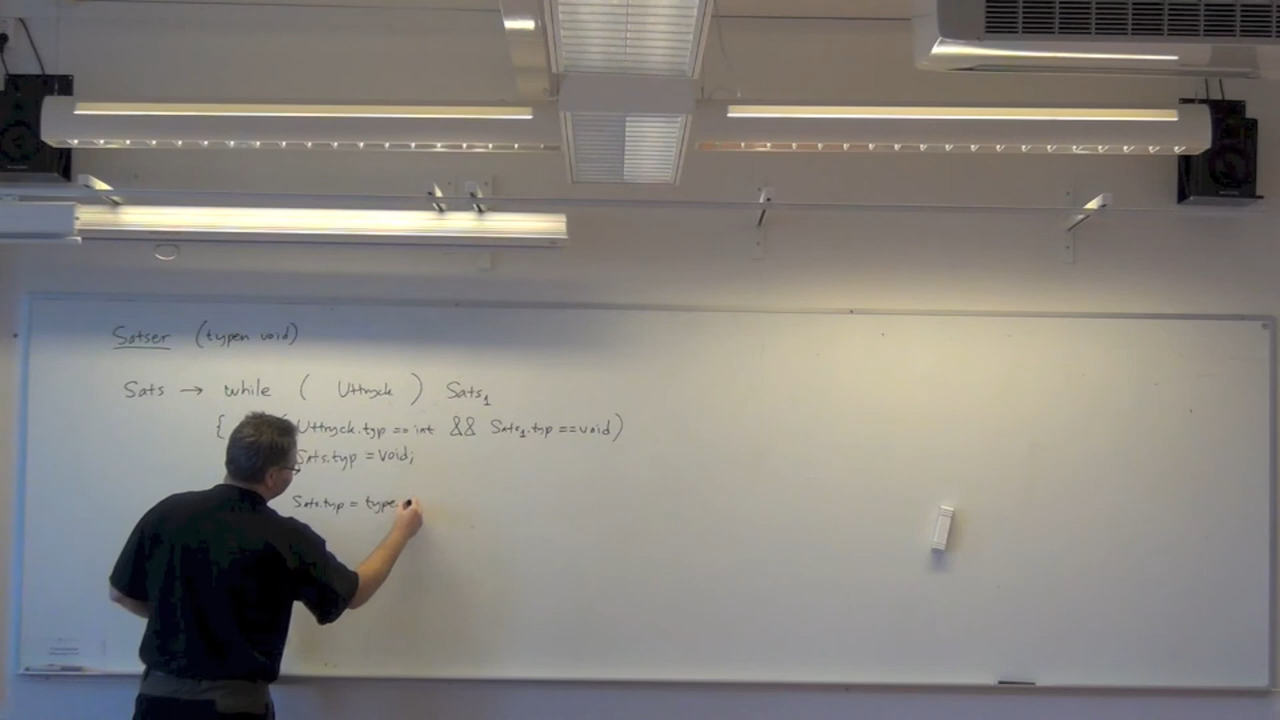 Satser (typen void)
Sats → while ( Uttryck ) Sats1
{ ( Uttryck.typ == int && Sats1.typ == void)
Sats.typ = void;
Sats.typ = type